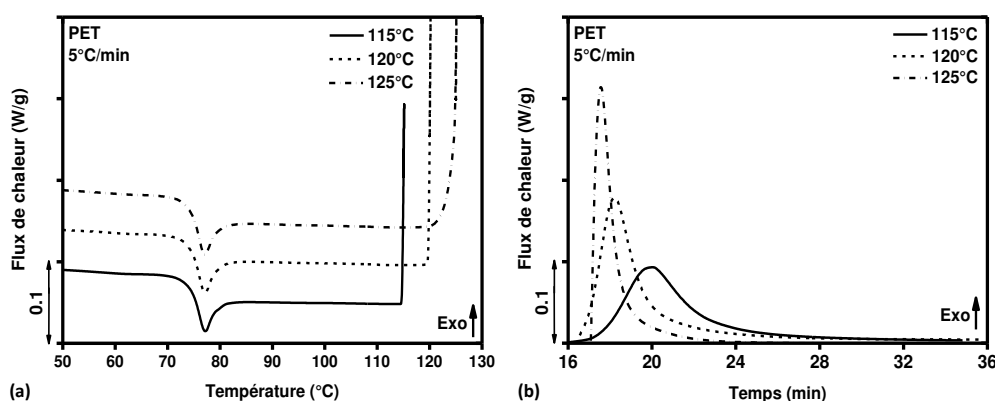 PET
5°C/min
115°C
120°C
125°C
Flux de chaleur (W/g)
0.1
Exo
50 60 70 80 90 100 110 120 130
Température (°C)
(a)
PET
5°C/min
115°C
120°C
125°C
Flux de chaleur (W/g)
0.1
Exo
16 20 24 28 32 36
Temps (min)
(b)